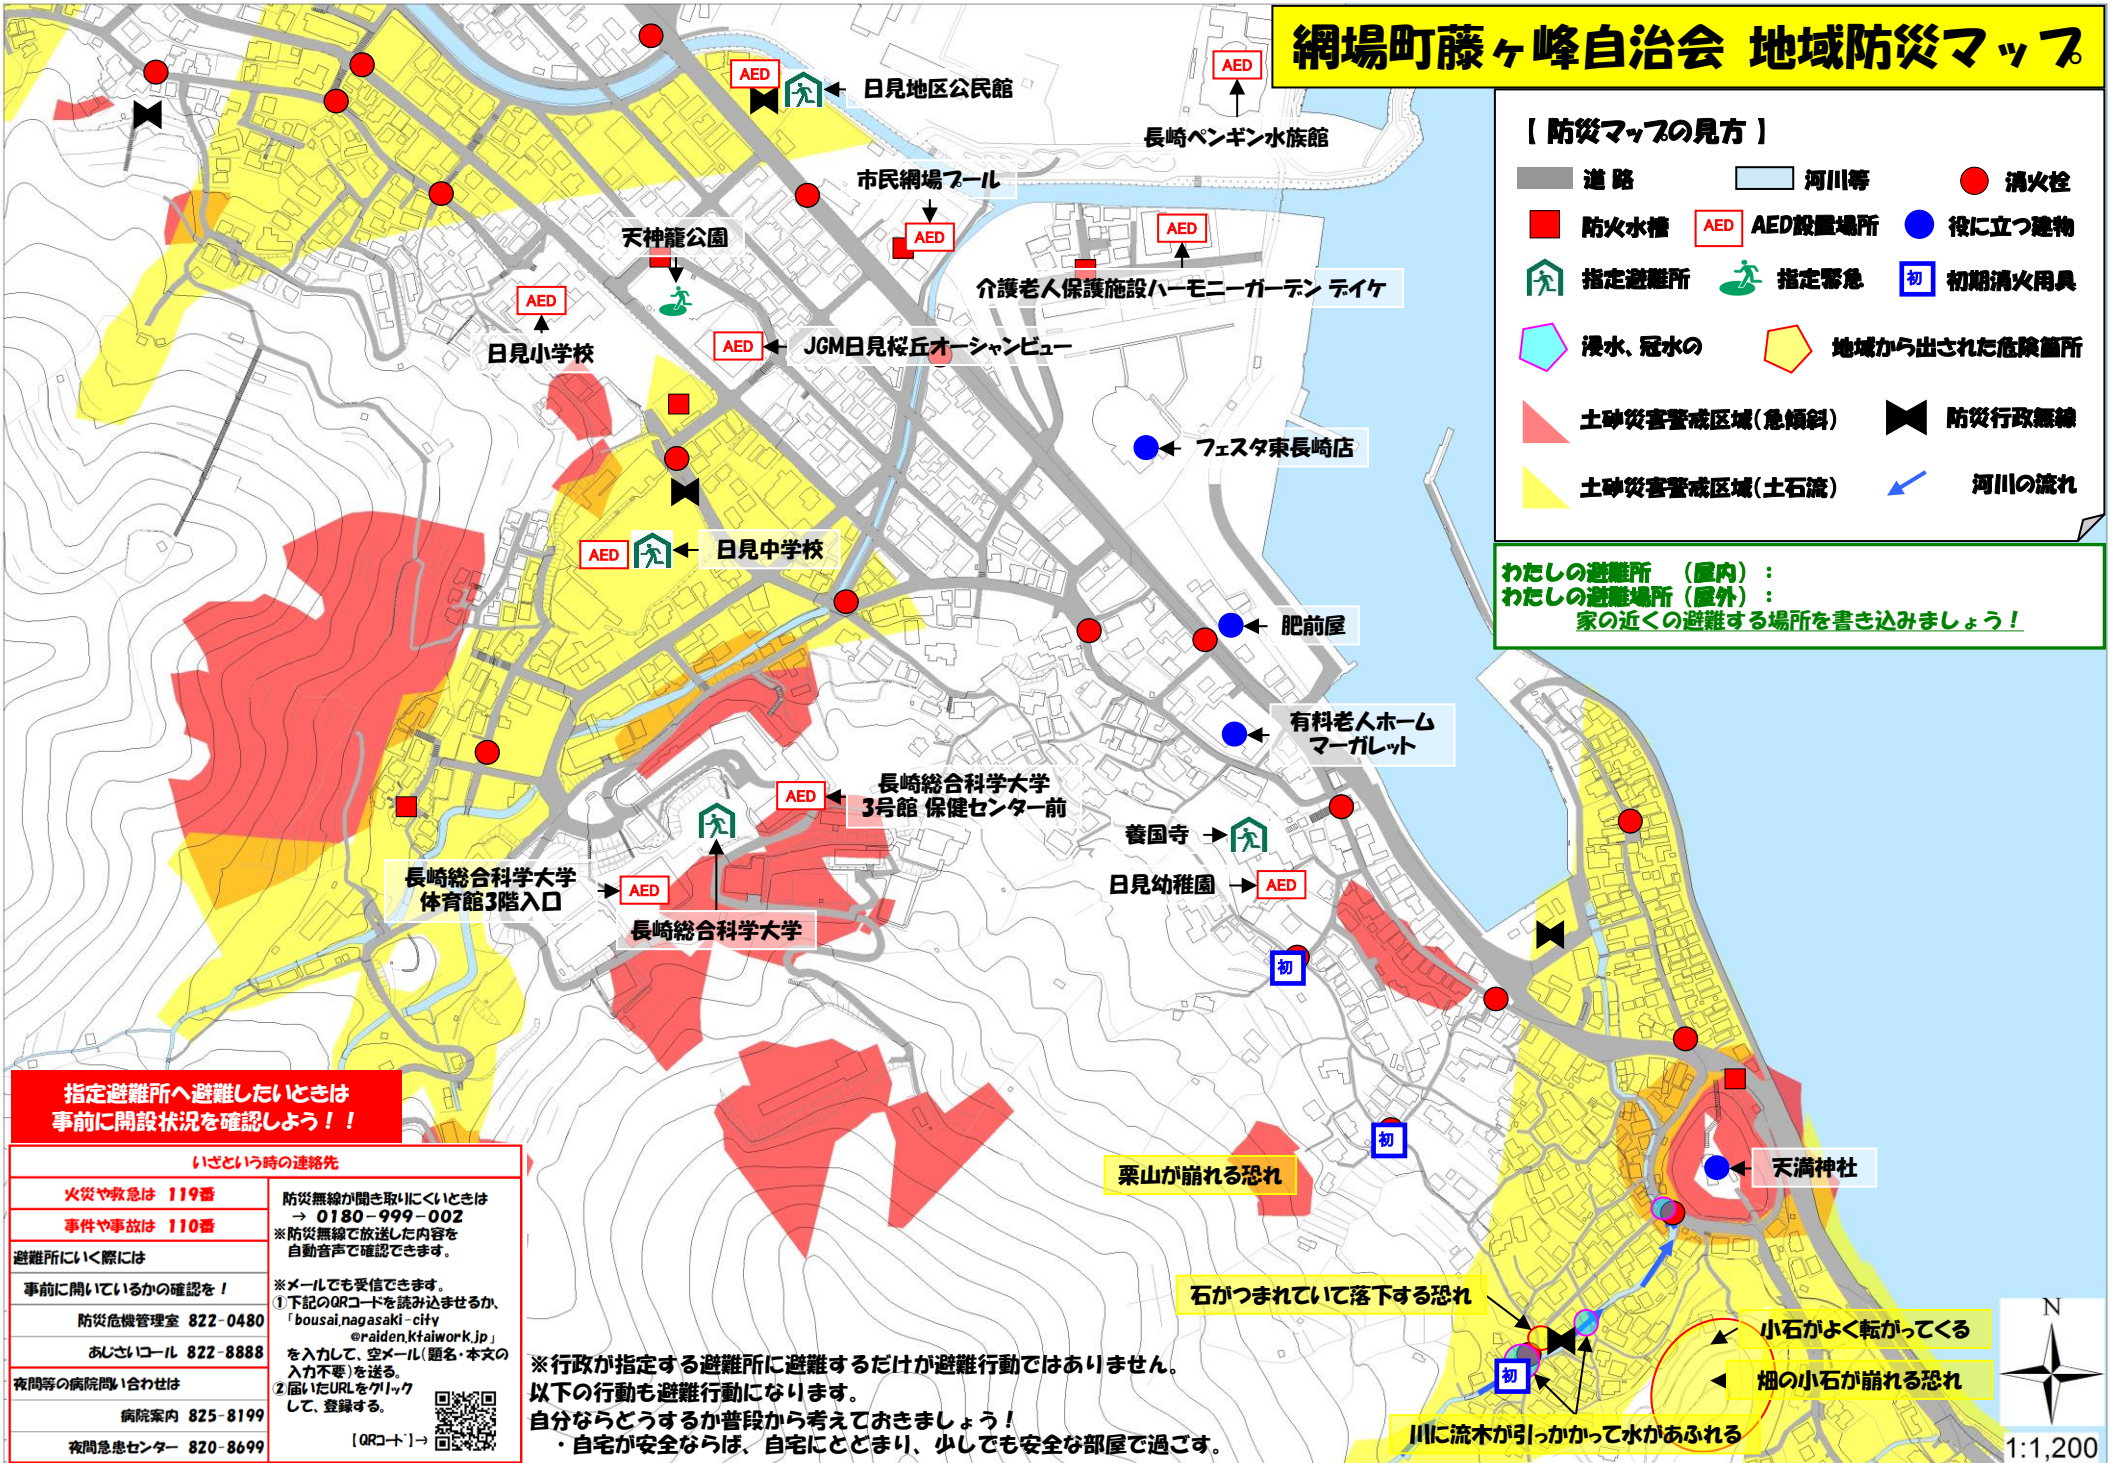 網場町藤ヶ峰自治会 地域防災マップ
【 防災マップの見方 】
道 路
河川等
消火栓
防火水槽
AED
AED設置場所
役に立つ建物
指定避難所
指定緊急
初
初期消火用具
浸水、冠水の
地域から出された危険箇所
土砂災害警戒区域(急傾斜)
防災行政無線
土砂災害警戒区域(土石流)
河川の流れ
わたしの避難所 （屋内）：
わたしの避難場所（屋外）：
家の近くの避難する場所を書き込みましょう！
AED
日見地区公民館
AED
長崎ペンギン水族館
市民網場プール
AED
天神籠公園
AED
介護老人保護施設ハーモニーガーデン デイケ
AED
日見小学校
AED
JGM日見桜丘オーシャンビュー
フェスタ東長崎店
AED
日見中学校
肥前屋
有料老人ホーム
マーガレット
AED
長崎総合科学大学
3号館 保健センター前
養国寺
日見幼稚園
AED
長崎総合科学大学
体育館3階入口
AED
長崎総合科学大学
初
初
栗山が崩れる恐れ
天満神社
石がつまれていて落下する恐れ
初
小石がよく転がってくる
畑の小石が崩れる恐れ
川に流木が引っかかって水があふれる
N
1:1,200
指定避難所へ避難したいときは
事前に開設状況を確認しよう！！
いざという時の連絡先
火災や救急は 119番
事件や事故は 110番
避難所にいく際には
事前に開いているかの確認を！
防災危機管理室 822-0480
あじさいコール 822-8888
夜間等の病院問い合わせは
病院案内 825-8199
夜間急患センター 820-8699
防災無線が聞き取りにくいときは
→ 0180-999-002
※防災無線で放送した内容を
自動音声で確認できます。
※メールでも受信できます。
①下記のQRコードを読み込ませるか、
「bousai.nagasaki-city
@raiden.ktaiwork.jp」
を入力して、空メール(題名・本文の
入力不要)を送る。
②届いたURLをクリック
して、登録する。
【QRコード】→
※行政が指定する避難所に避難するだけが避難行動ではありません。
以下の行動も避難行動になります。
自分ならどうするか普段から考えておきましょう！
・自宅が安全ならば、自宅にとどまり、少しでも安全な部屋で過ごす。